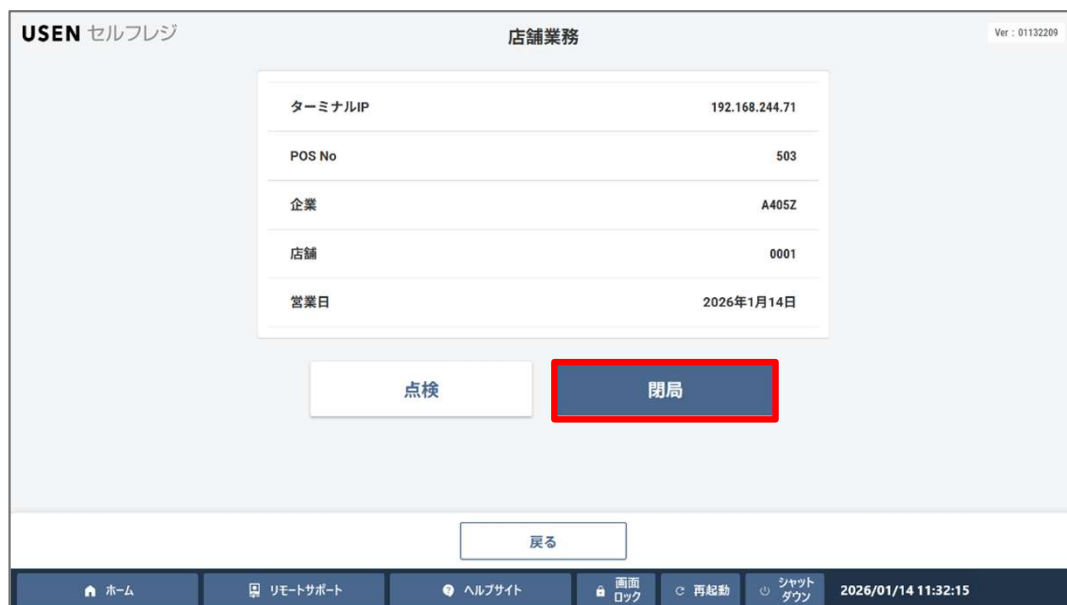 USEN セルフレジ
店舗業務
Ver : 01132209
ターミナルIP 192.168.244.71
POS No 503
企業 A405Z
店舗 0001
営業日 2026年1月14日
点検 閉局
戻る
ホーム リモートサポート ヘルプサイト 画面ロック 再起動 シャットダウン 2026/01/14 11:32:15